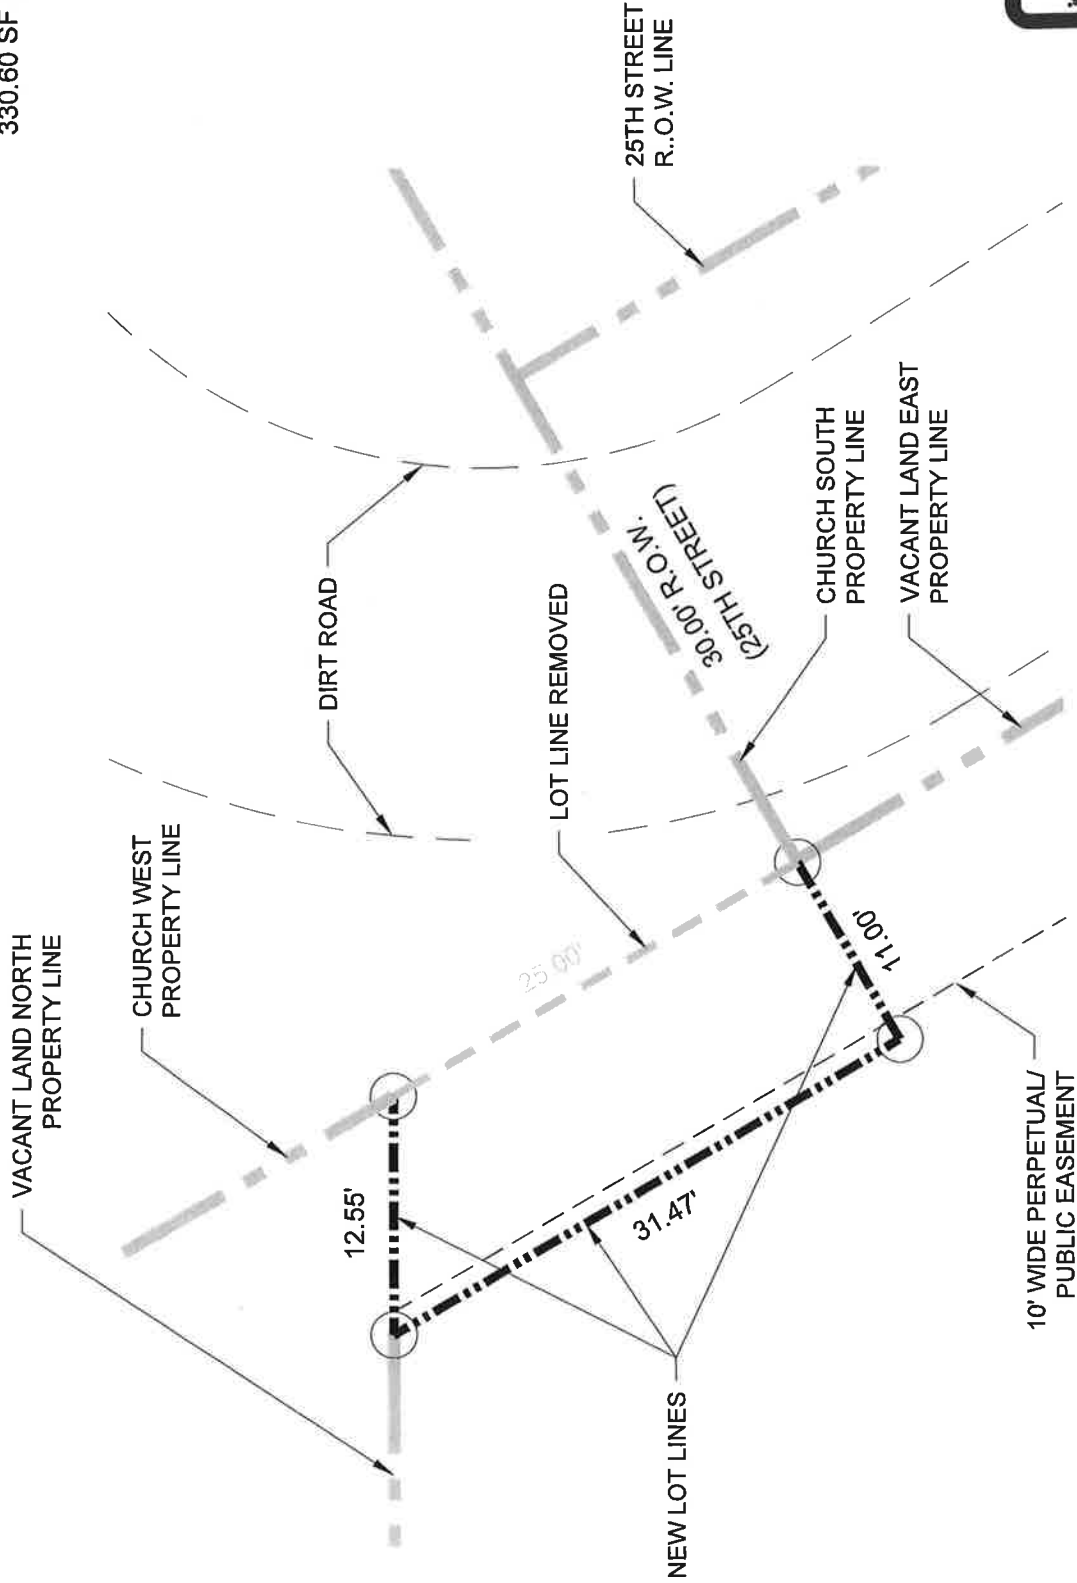 330.60 SF
VACANT LAND NORTH
PROPERTY LINE
CHURCH WEST
PROPERTY LINE
DIRT ROAD
25TH STREET
R..O.W. LINE
LOT LINE REMOVED
12.55'
25.00'
30.00' R.O.W.
(25TH STREET)
CHURCH SOUTH
PROPERTY LINE
VACANT LAND EAST
PROPERTY LINE
31.47'
11.00'
NEW LOT LINES
10' WIDE PERPETUAL/
PUBLIC EASEMENT